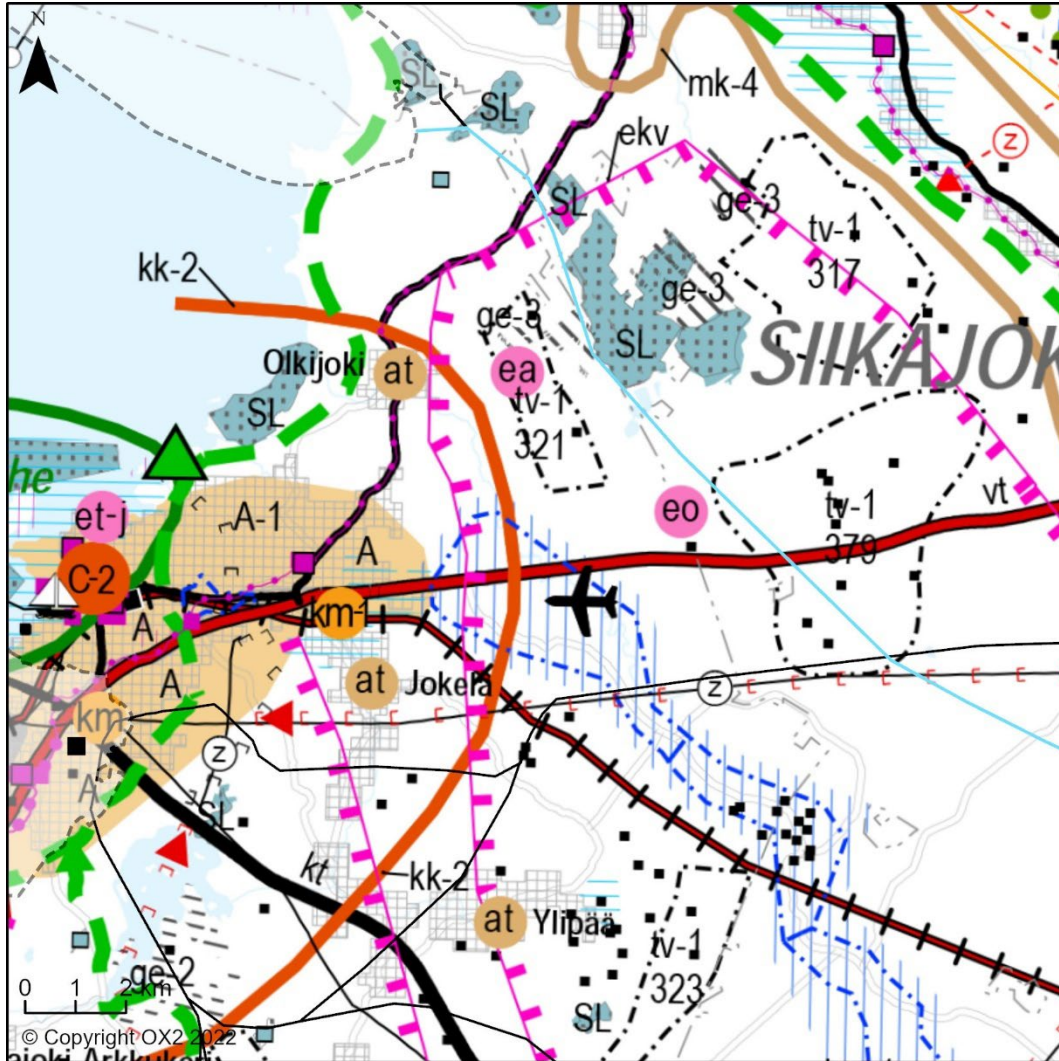 N
SL
SL
mk-4
ekv
z
SL
ge-3
tv-1
317
kk-2
ge-3
ge-3
SL
SIIKAJOK
Olkijoki
at
ea
tv-1
321
SL
he
et-j
A-1
A
eo
tv-1
379
vt
C-2
km-1
A
A
at
Jokela
z
km
z
A
SL
kt
kk-2
at
Ylipää
tv-1
323
ge-2
SL
0 1 2 km
© Copyright OX2 2022